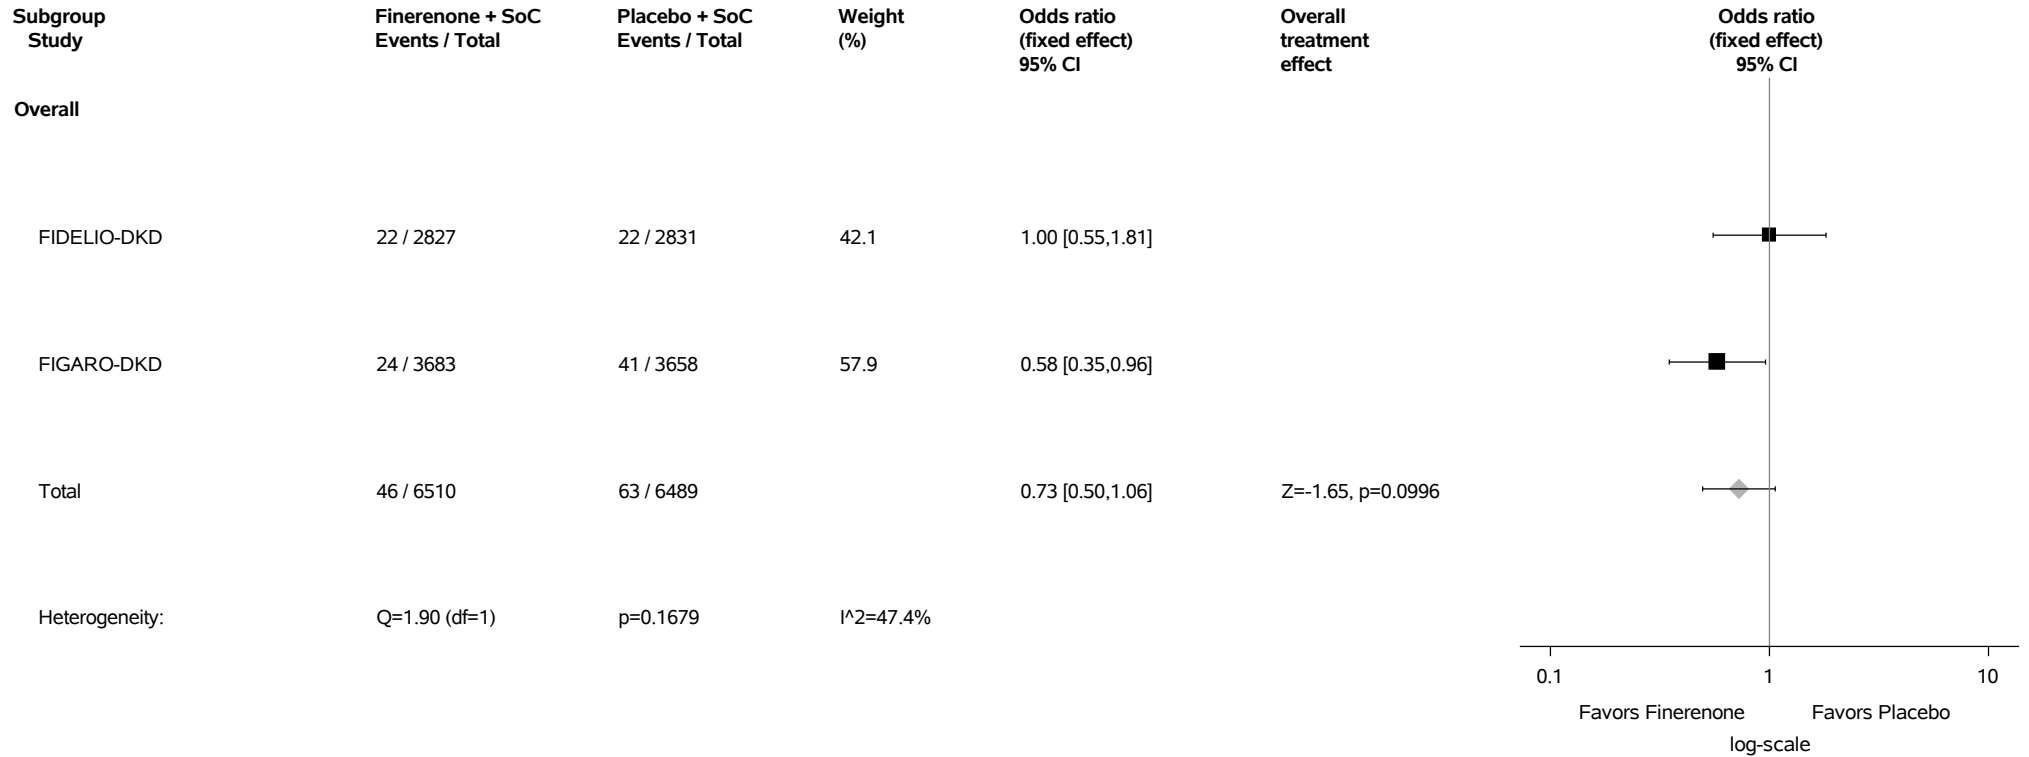 Subgroup Finerenone + SoC Placebo + SoC Weight Odds ratio Overall Odds ratio
Study Events / Total Events / Total (%) (fixed effect) treatment (fixed effect)
95% CI effect 95% CI
Overall
FIDELIO-DKD 22 / 2827 22 / 2831 42.1 1.00 [0.55,1.81]
FIGARO-DKD 24 / 3683 41 / 3658 57.9 0.58 [0.35,0.96]
Total 46 / 6510 63 / 6489 0.73 [0.50,1.06] Z=-1.65, p=0.0996
Heterogeneity: Q=1.90 (df=1) p=0.1679 I^2=47.4%
0.1 1 10
Favors Finerenone Favors Placebo
log-scale